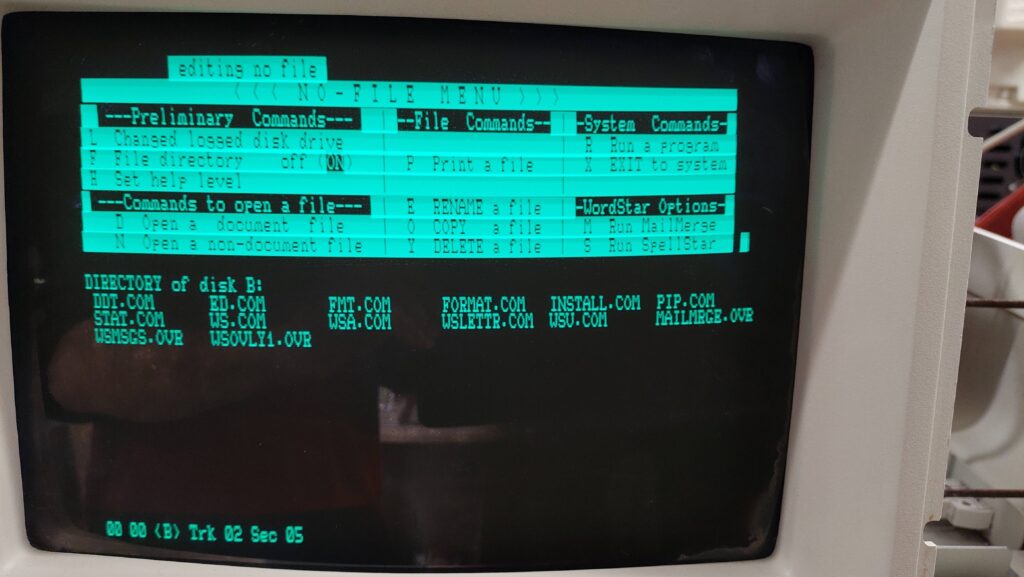 editing no file
< < < NO-FILE MENU > > >
---Preliminary Commands--- | --File Commands-- | -System Commands-
L Changed logged disk drive | | R Run a program
F File directory off (ON) | P Print a file | X EXIT to system
H Set help level | |
---Commands to open a file--- | E RENAME a file | -WordStar Options-
D Open a document file | O COPY a file | M Run MailMerge
N Open a non-document file | Y DELETE a file | S Run SpellStar
DIRECTORY of disk B:
DDT.COM ED.COM FMT.COM FORMAT.COM INSTALL.COM PIP.COM
STAT.COM WS.COM WSA.COM WSLETTR.COM WSU.COM MAILMRGE.OVR
WSMSGS.OVR WSOVLY1.OVR
00 00 <B> Trk 02 Sec 05